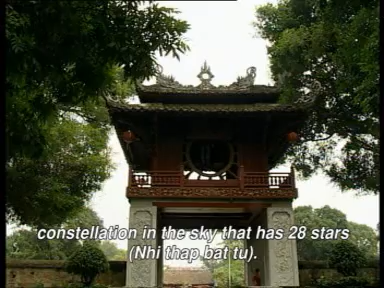 constellation in the sky that has 28 stars
(Nhi thap bat tu).